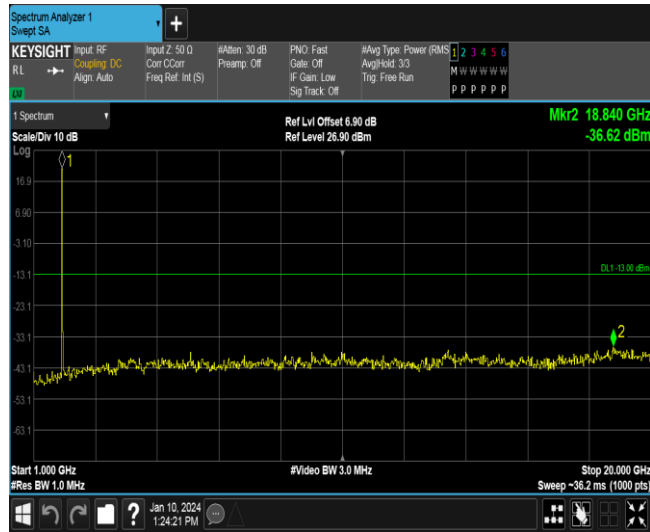 Spectrum Analyzer 1
Swept SA
+
KEYSIGHT
RL
LXI
Input: RF
Coupling: DC
Align: Auto
Input Z: 50 Ω
Corr CCorr
Freq Ref: Int (S)
#Atten: 30 dB
Preamp: Off
PNO: Fast
Gate: Off
IF Gain: Low
Sig Track: Off
#Avg Type: Power (RMS
Avg|Hold: 3/3
Trig: Free Run
1 2 3 4 5 6
M W W W W W
P P P P P P
1 Spectrum
Scale/Div 10 dB
Log
Ref Lvl Offset 6.90 dB
Ref Level 26.90 dBm
Mkr2 18.840 GHz
-36.62 dBm
1
16.9
6.90
-3.10
-13.1
DL1 -13.00 dBm
-23.1
-33.1
2
-43.1
-53.1
-63.1
Start 1.000 GHz
#Res BW 1.0 MHz
#Video BW 3.0 MHz
Stop 20.000 GHz
Sweep ~36.2 ms (1000 pts)
?
Jan 10, 2024
1:24:21 PM